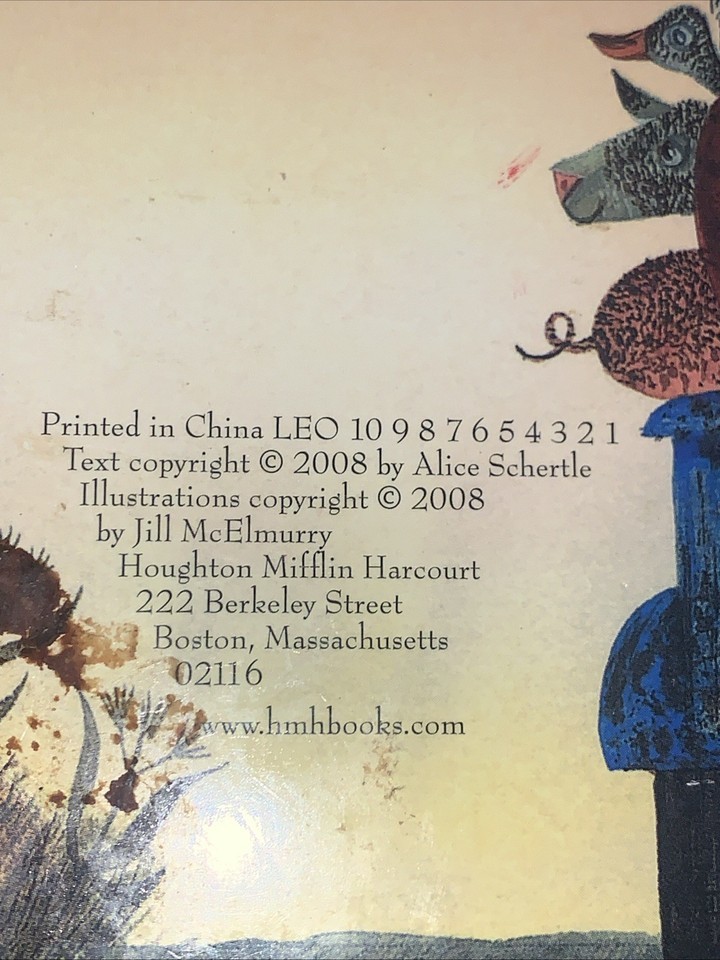 Printed in China LEO 10 9 8 7 6 5 4 3 2 1
Text copyright © 2008 by Alice Schertle
Illustrations copyright © 2008
by Jill McElmurry
Houghton Mifflin Harcourt
222 Berkeley Street
Boston, Massachusetts
02116
www.hmhbooks.com